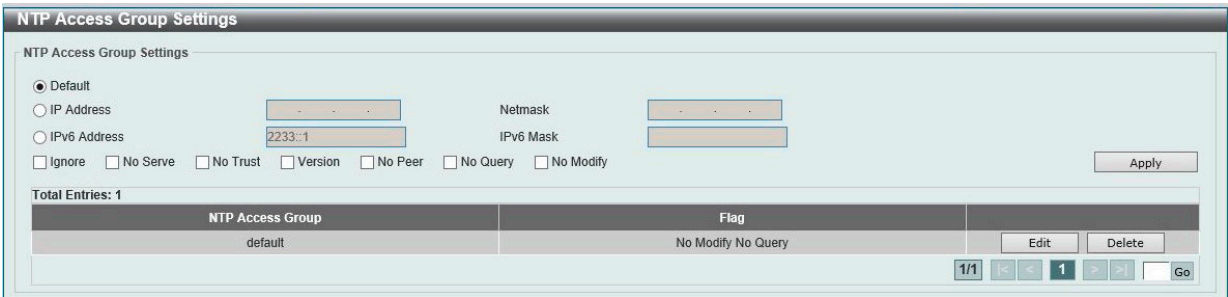 NTP Access Group Settings
NTP Access Group Settings
Default
IP Address . . . Netmask . . .
IPv6 Address 2233::1 IPv6 Mask
Ignore No Serve No Trust Version No Peer No Query No Modify Apply
Total Entries: 1
NTP Access Group Flag
default No Modify No Query Edit Delete
1/1 |< < 1 > >| Go